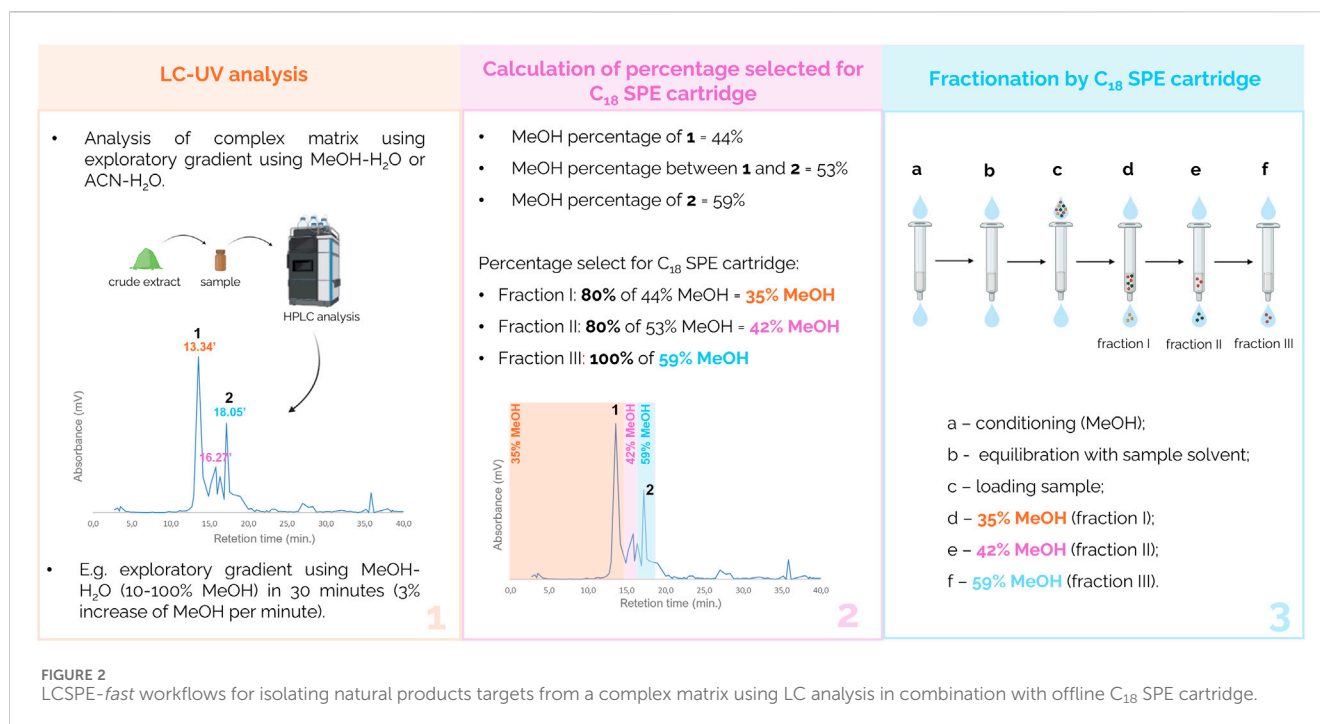 LC-UV analysis
• Analysis of complex matrix using
exploratory gradient using MeOH-H₂O or
ACN-H₂O.
crude extract
sample
HPLC analysis
1
13.34'
2
18.05'
16.27'
Absorbance (mV)
0,0 5,0 10,0 15,0 20,0 25,0 30,0 35,0 40,0
Retetion time (min.)
• E.g. exploratory gradient using MeOH-
H₂O (10-100% MeOH) in 30 minutes (3%
increase of MeOH per minute).
1
Calculation of percentage selected for
C₁₈ SPE cartridge
• MeOH percentage of 1 = 44%
• MeOH percentage between 1 and 2 = 53%
• MeOH percentage of 2 = 59%
Percentage select for C₁₈ SPE cartridge:
• Fraction I: 80% of 44% MeOH = 35% MeOH
• Fraction II: 80% of 53% MeOH = 42% MeOH
• Fraction III: 100% of 59% MeOH
35% MeOH
1
42% MeOH
59% MeOH
2
Absorbance (mV)
0,0 5,0 10,0 15,0 20,0 25,0 30,0 35,0 40,0
Retetion time (min.)
2
Fractionation by C₁₈ SPE cartridge
a b c d e f
fraction I fraction II fraction III
a – conditioning (MeOH);
b - equilibration with sample solvent;
c – loading sample;
d – 35% MeOH (fraction I);
e – 42% MeOH (fraction II);
f – 59% MeOH (fraction III).
3
FIGURE 2
LCSPE-fast workflows for isolating natural products targets from a complex matrix using LC analysis in combination with offline C₁₈ SPE cartridge.